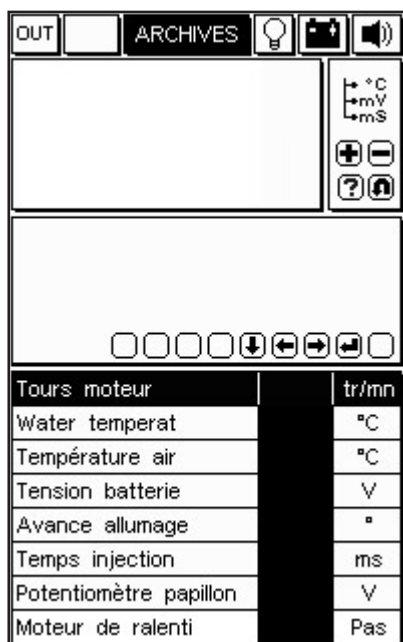 OUT ARCHIVES
°C
mV
mS
?
Tours moteur tr/mn
Water temperat °C
Température air °C
Tension batterie V
Avance allumage °
Temps injection ms
Potentiomètre papillon V
Moteur de ralenti Pas